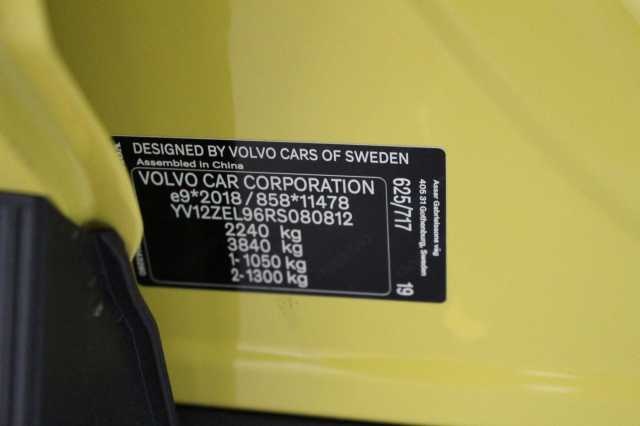 DESIGNED BY VOLVO CARS OF SWEDEN
Assembled in China
VOLVO CAR CORPORATION
e9*2018/858*11478
YV12ZEL96RS080812
2240 kg
3840 kg
1- 1050 kg
2- 1300 kg
625/717
19
Assar Gabrielssons väg
405 31 Gothenburg, Sweden